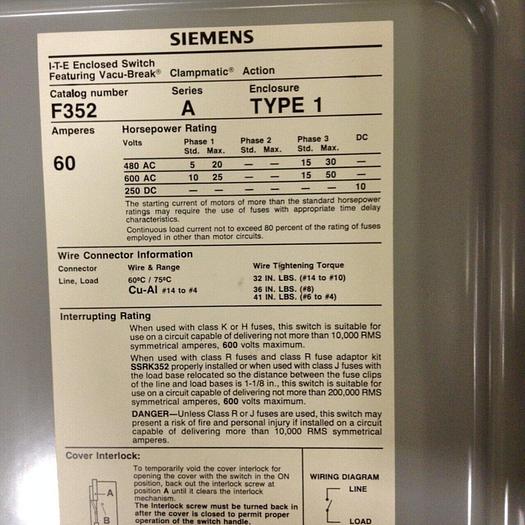 SIEMENS
I-T-E Enclosed Switch
Featuring Vacu-Break® Clampmatic® Action
Catalog number Series Enclosure
F352 A TYPE 1
Amperes Horsepower Rating
Volts Phase 1 Phase 2 Phase 3 DC
Std. Max. Std. Max. Std. Max.
60
480 AC 5 20 — — 15 30 —
600 AC 10 25 — — 15 50 —
250 DC — — — — — — 10
The starting current of motors of more than the standard horsepower
ratings may require the use of fuses with appropriate time delay
characteristics.
Continuous load current not to exceed 80 percent of the rating of fuses
employed in other than motor circuits.
Wire Connector Information
Connector Wire & Range Wire Tightening Torque
Line, Load 60ºC / 75ºC 32 IN. LBS. (#14 to #10)
Cu-Al #14 to #4 36 IN. LBS. (#8)
41 IN. LBS. (#6 to #4)
Interrupting Rating
When used with class K or H fuses, this switch is suitable for
use on a circuit capable of delivering not more than 10,000 RMS
symmetrical amperes, 600 volts maximum.
When used with class R fuses and class R fuse adaptor kit
SSRK352 properly installed or when used with class J fuses with
the load base relocated so the distance between the fuse clips
of the line and load bases is 1-1/8 in., this switch is suitable for
use on a circuit capable of delivering not more than 200,000 RMS
symmetrical amperes, 600 volts maximum.
DANGER—Unless Class R or J fuses are used, this switch may
present a risk of fire and personal injury if installed on a circuit
capable of delivering more than 10,000 RMS symmetrical
amperes.
Cover Interlock:
To temporarily void the cover interlock for
opening the cover with the switch in the ON
position, back out the interlock screw at
position A until it clears the interlock
mechanism.
The Interlock screw must be turned back in
after the cover is closed to permit proper
operation of the switch handle.
A
B
WIRING DIAGRAM
LINE
LOAD